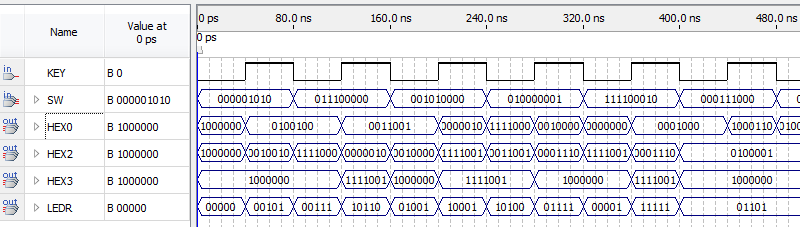 0 ps 80.0 ns 160.0 ns 240.0 ns 320.0 ns 400.0 ns 480.0 ns
Name Value at 0 ps
0 ps
in KEY B 0
in SW B 000001010 000001010 011100000 001010000 010000001 111100010 000111000
out HEX0 B 1000000 1000000 0100100 0011001 0000010 1111000 0010000 0000000 0001000 1000110
out HEX2 B 1000000 1000000 0010010 1111000 0000010 0010000 1111001 0011001 0001110 1111001 0001110 0100001
out HEX3 B 1000000 1000000 1111001 1000000 1111001 1000000 1111001 1000000
out LEDR B 00000 00000 00101 00111 10110 01001 10001 10100 01111 00001 11111 01101